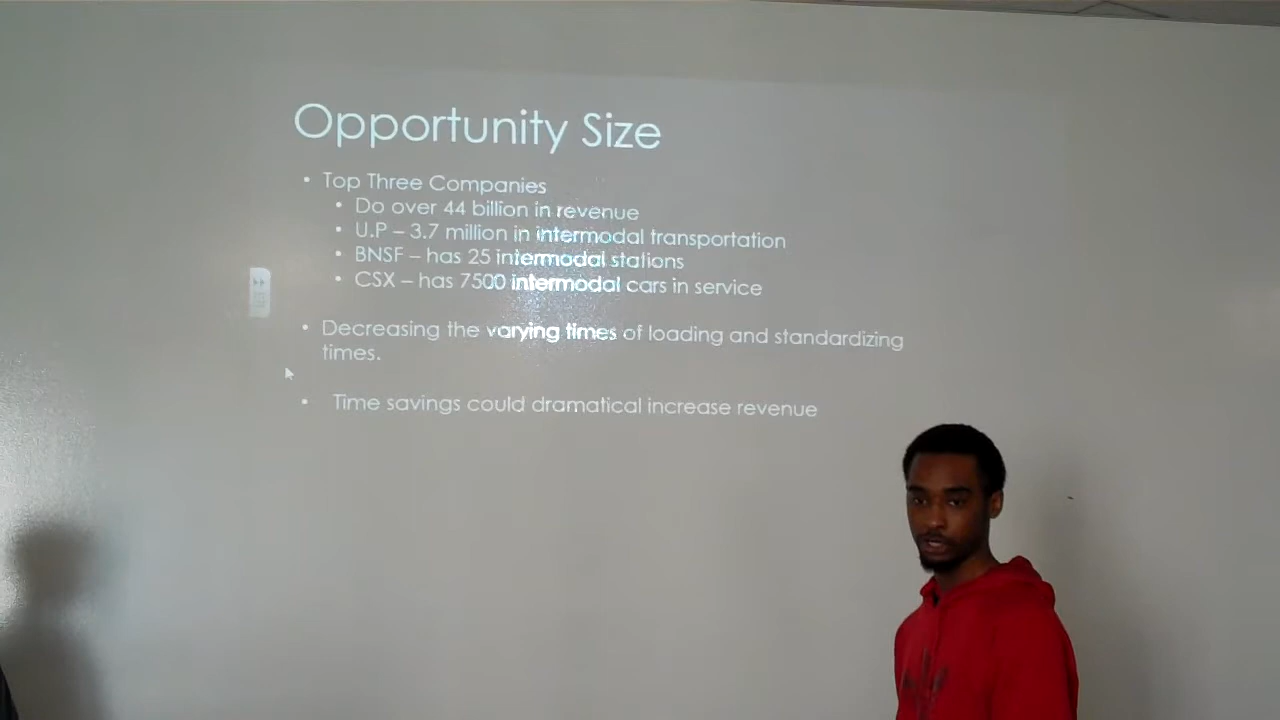 Opportunity Size
• Top Three Companies
• Do over 44 billion in revenue
• U.P – 3.7 million in intermodal transportation
• BNSF – has 25 intermodal stations
• CSX – has 7500 intermodal cars in service
• Decreasing the varying times of loading and standardizing
times.
• Time savings could dramatical increase revenue